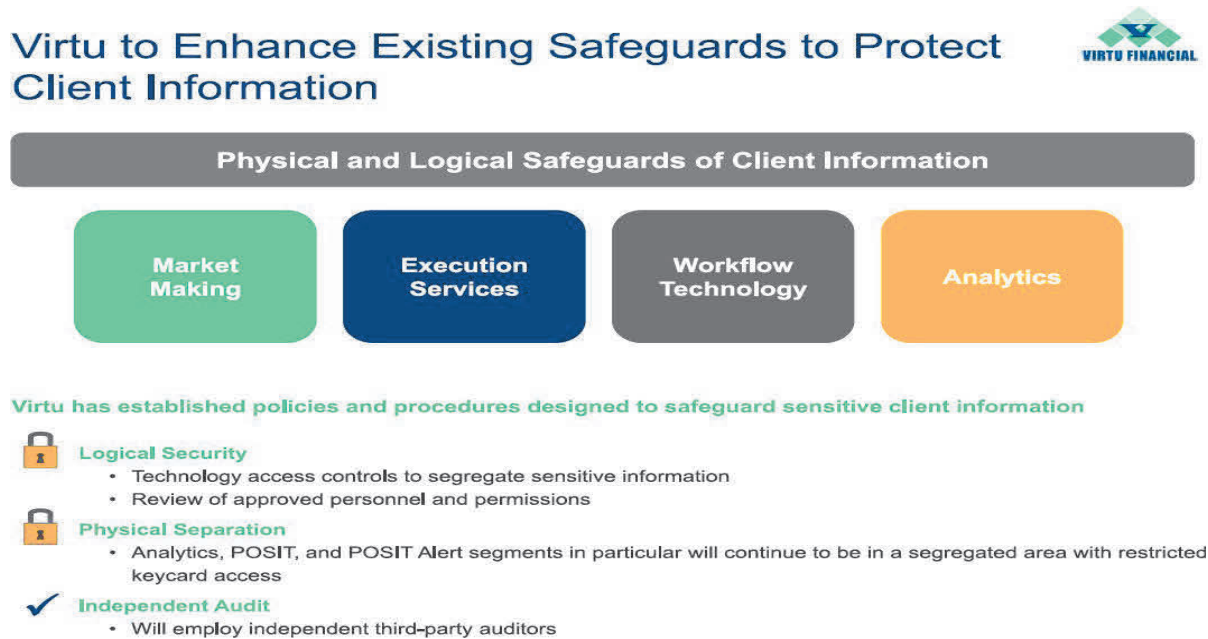 Virtu to Enhance Existing Safeguards to Protect
Client Information
VIRTU FINANCIAL
Physical and Logical Safeguards of Client Information
Market
Making
Execution
Services
Workflow
Technology
Analytics
Virtu has established policies and procedures designed to safeguard sensitive client information
Logical Security
• Technology access controls to segregate sensitive information
• Review of approved personnel and permissions
Physical Separation
• Analytics, POSIT, and POSIT Alert segments in particular will continue to be in a segregated area with restricted
keycard access
Independent Audit
• Will employ independent third-party auditors